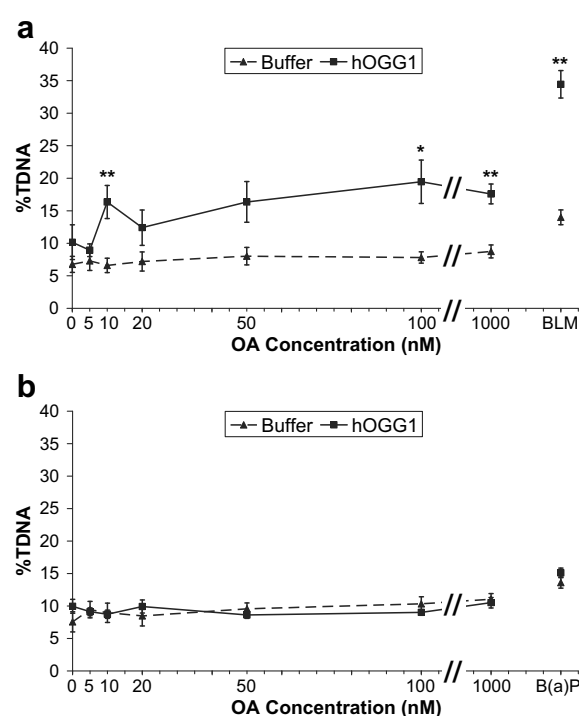 a
Buffer hOGG1
40
35
30
25
20
15
10
5
0
%TDNA
** * ** **
//
//
0 5 10 20 50 100 1000 BLM
OA Concentration (nM)
b
Buffer hOGG1
40
35
30
25
20
15
10
5
0
%TDNA
//
//
0 5 10 20 50 100 1000 B(a)P
OA Concentration (nM)